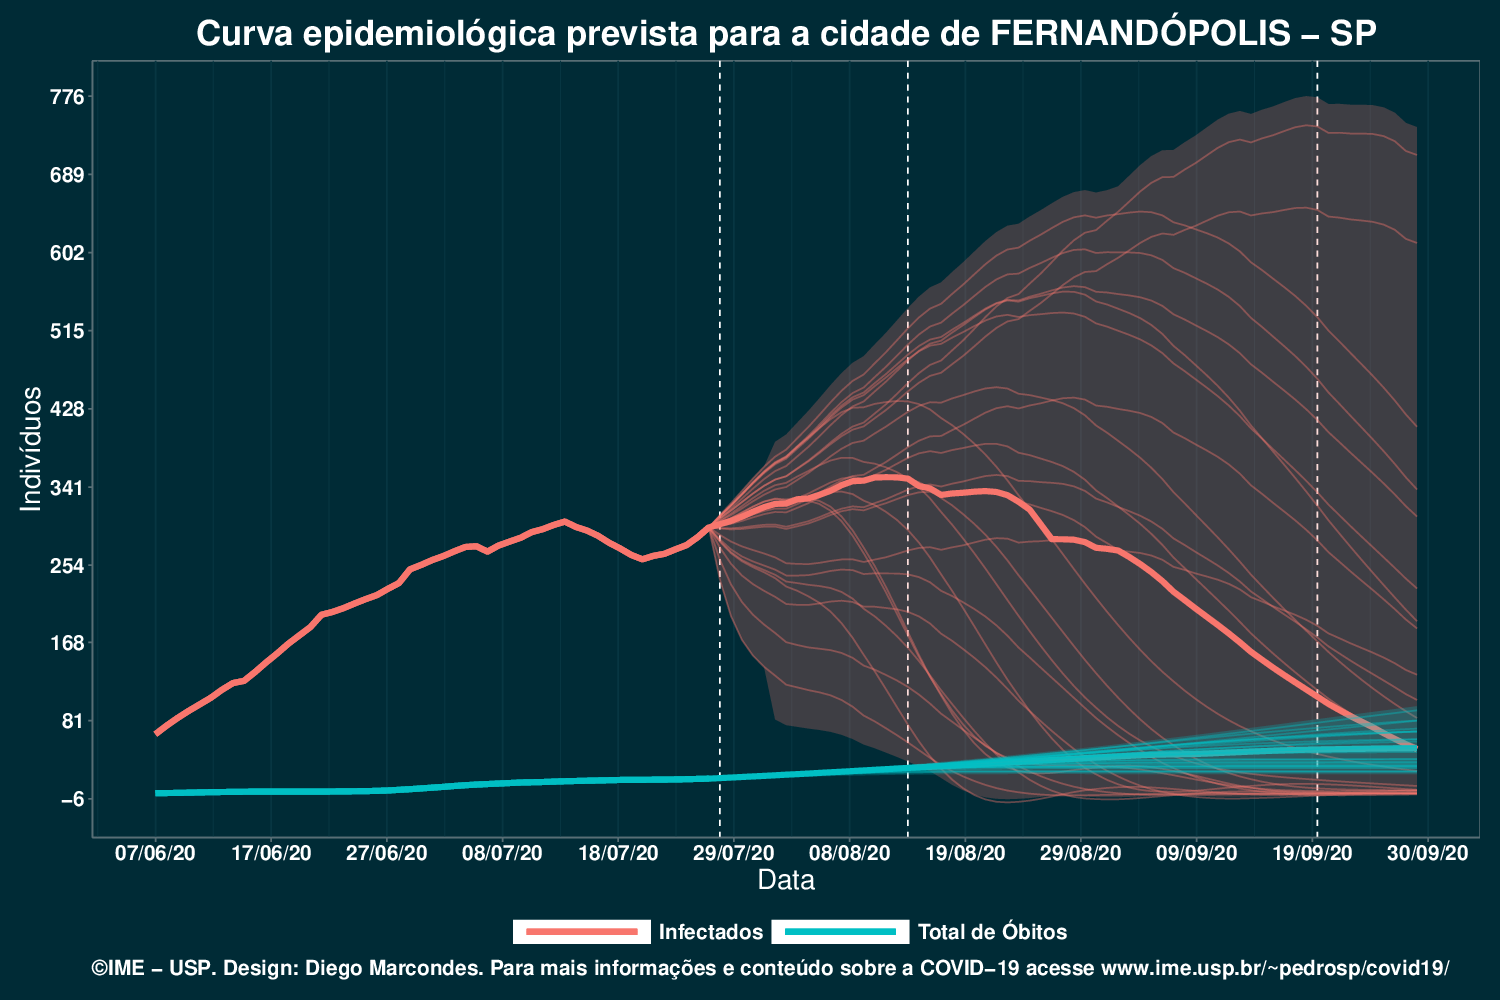 Curva epidemiológica prevista para a cidade de FERNANDÓPOLIS – SP
Indivíduos
776
689
602
515
428
341
254
168
81
−6
07/06/20 17/06/20 27/06/20 08/07/20 18/07/20 29/07/20 08/08/20 19/08/20 29/08/20 09/09/20 19/09/20 30/09/20
Data
Infectados Total de Óbitos
©IME – USP. Design: Diego Marcondes. Para mais informações e conteúdo sobre a COVID−19 acesse www.ime.usp.br/~pedrosp/covid19/